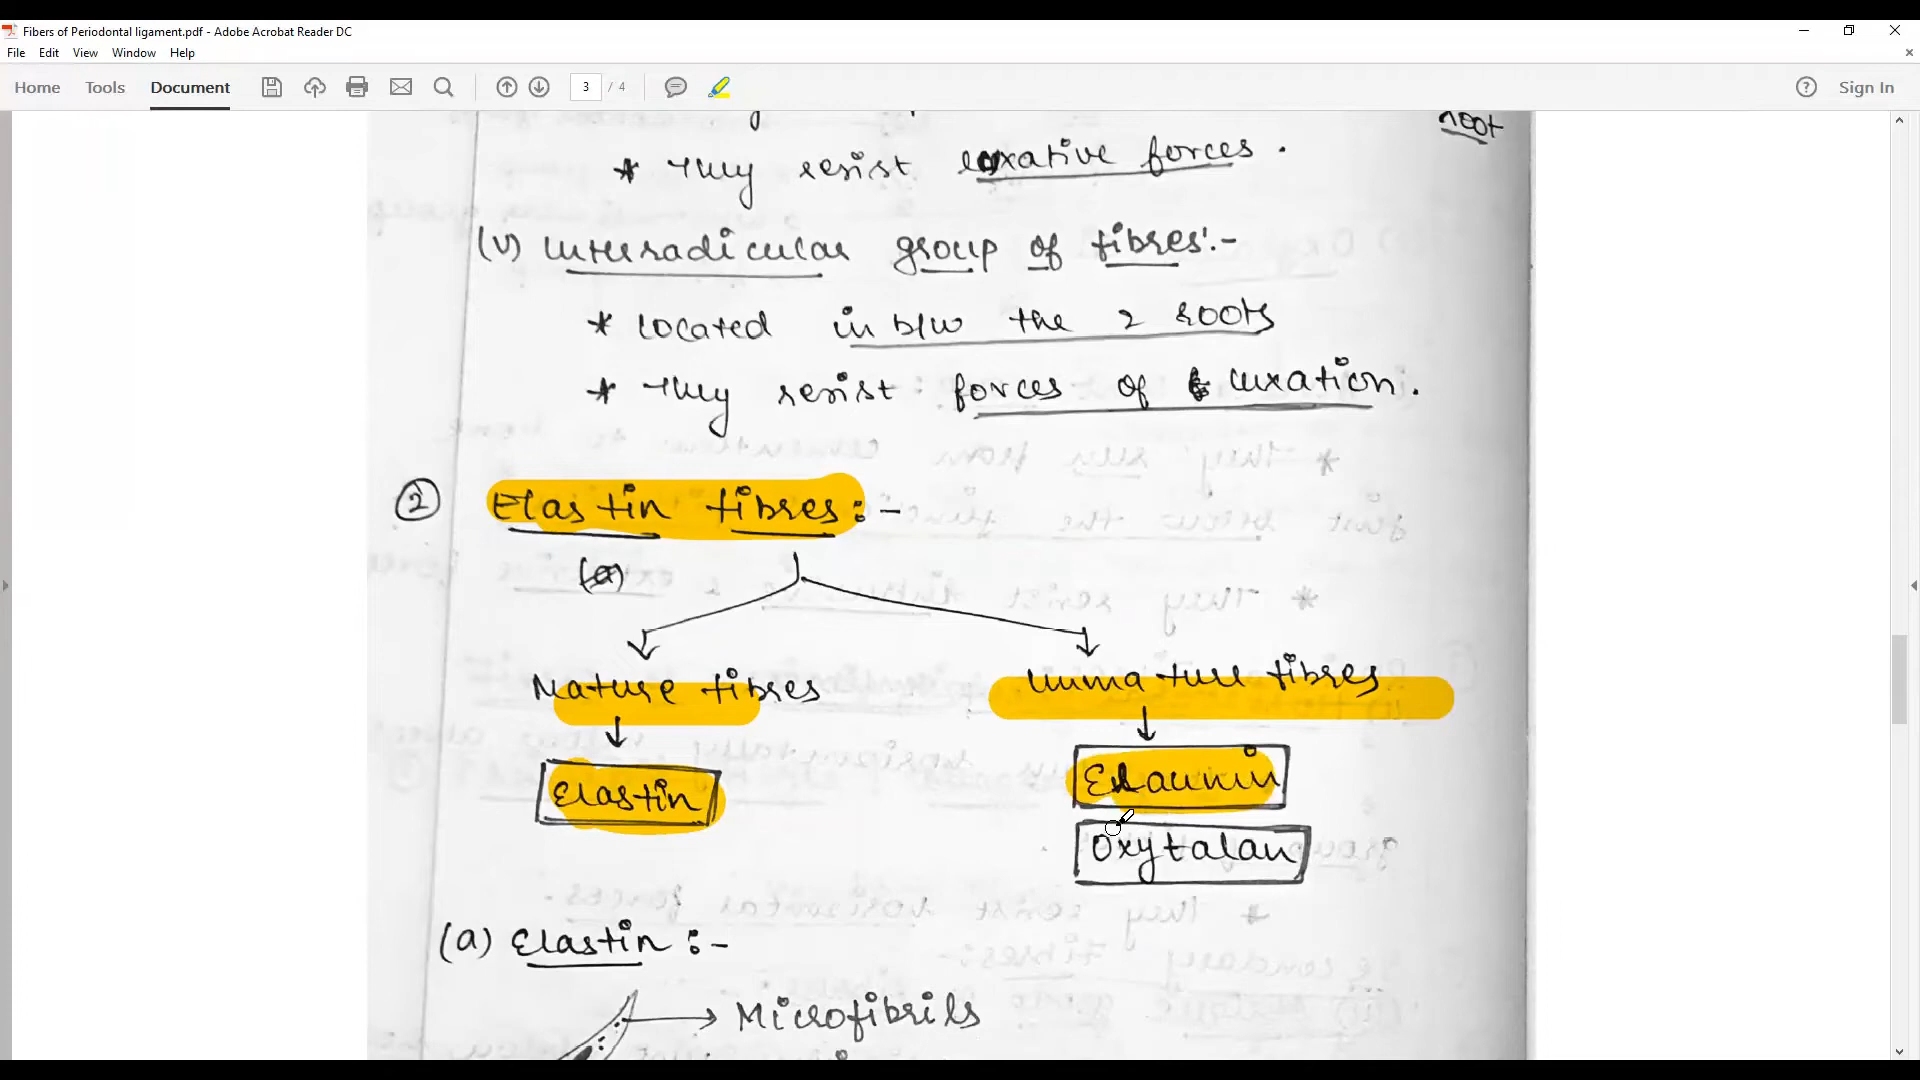 Fibers of Periodontal ligament.pdf - Adobe Acrobat Reader DC
File Edit View Window Help
Home Tools Document 3 / 4 Sign In
root
* They resist luxative forces .
(V) Interradicular group of fibres:-
* Located in b/w the 2 roots
* They resist forces of luxation.
② Elastin fibres:-
(a)
Mature fibres Immature fibres
Elastin Elaunin
Oxytalan
(a) Elastin :-
Microfibrils